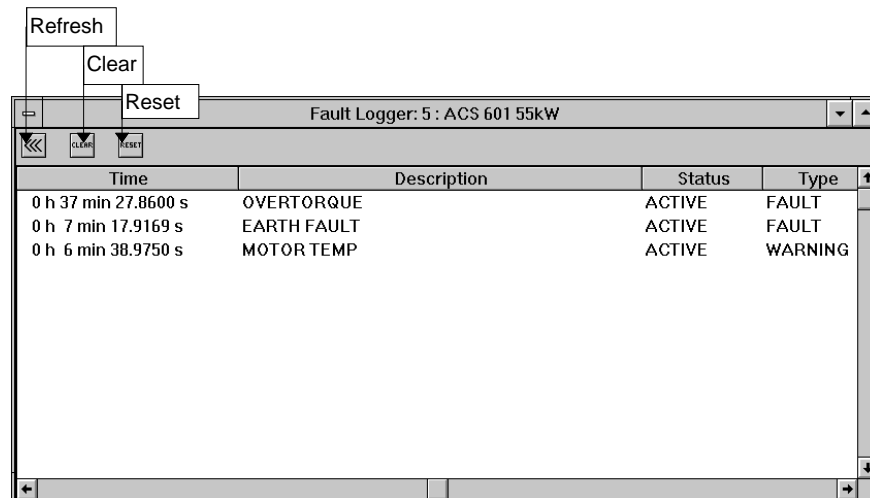 Refresh
Clear
Reset
Fault Logger: 5 : ACS 601 55kW
CLEAR RESET
Time Description Status Type
0 h 37 min 27.8600 s OVERTORQUE ACTIVE FAULT
0 h 7 min 17.9169 s EARTH FAULT ACTIVE FAULT
0 h 6 min 38.9750 s MOTOR TEMP ACTIVE WARNING